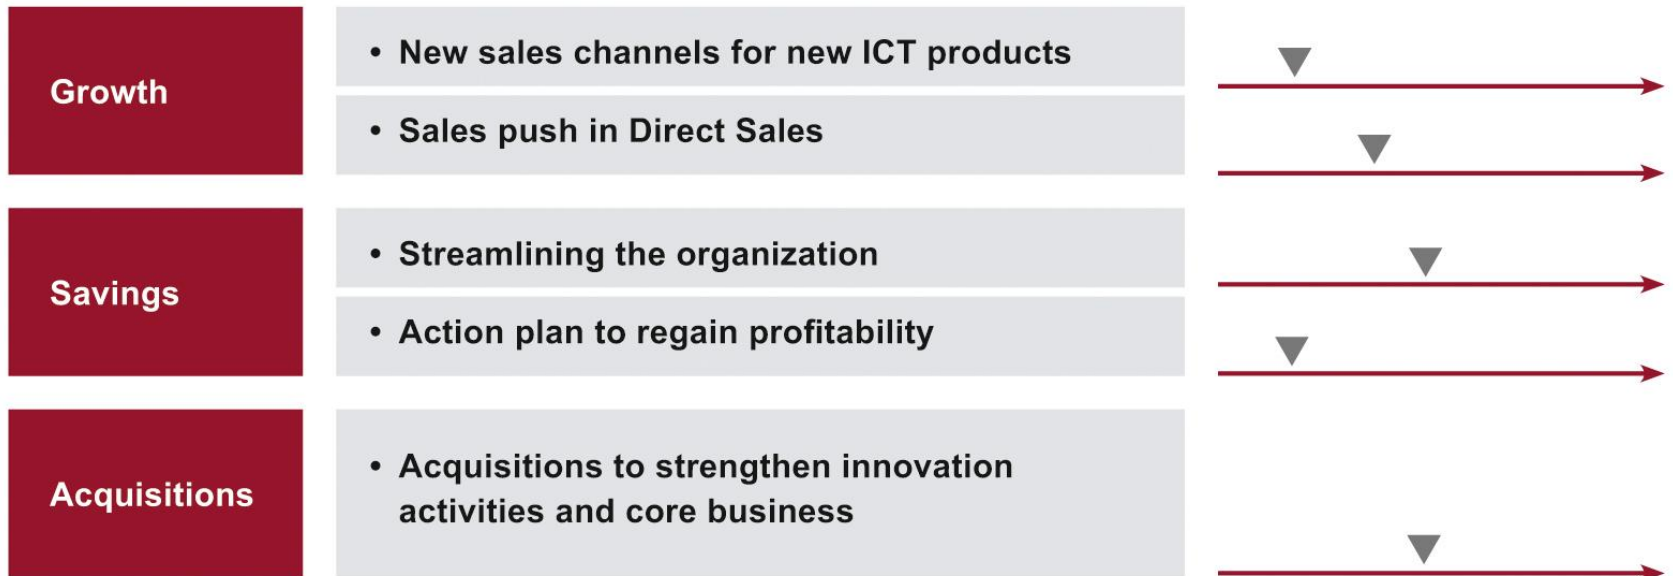 Growth
• New sales channels for new ICT products
• Sales push in Direct Sales
Savings
• Streamlining the organization
• Action plan to regain profitability
Acquisitions
• Acquisitions to strengthen innovation
activities and core business